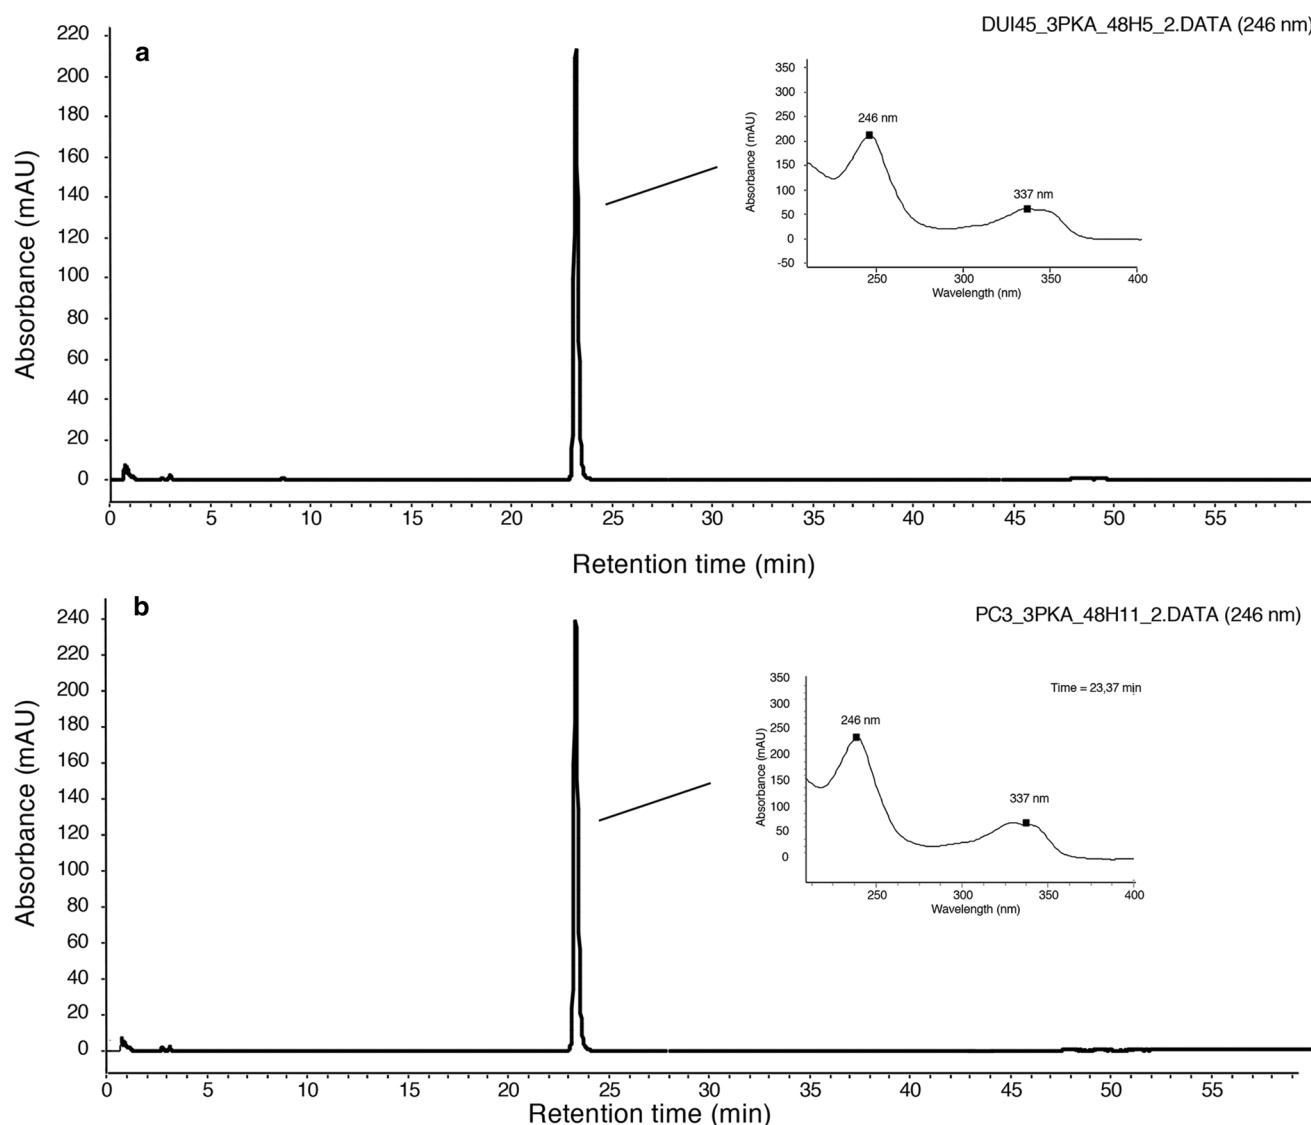 DUI45_3PKA_48H5_2.DATA (246 nm)
a
Absorbance (mAU)
220
200
180
160
140
120
100
80
60
40
20
0
0 5 10 15 20 25 30 35 40 45 50 55
Retention time (min)
Absorbance (mAU)
350
300
250
200
150
100
50
0
-50
246 nm
337 nm
250 300 350 400
Wavelength (nm)
b
PC3_3PKA_48H11_2.DATA (246 nm)
Absorbance (mAU)
240
220
200
180
160
140
120
100
80
60
40
20
0
0 5 10 15 20 25 30 35 40 45 50 55
Retention time (min)
Time = 23,37 min
Absorbance (mAU)
350
300
250
200
150
100
50
0
246 nm
337 nm
250 300 350 400
Wavelength (nm)